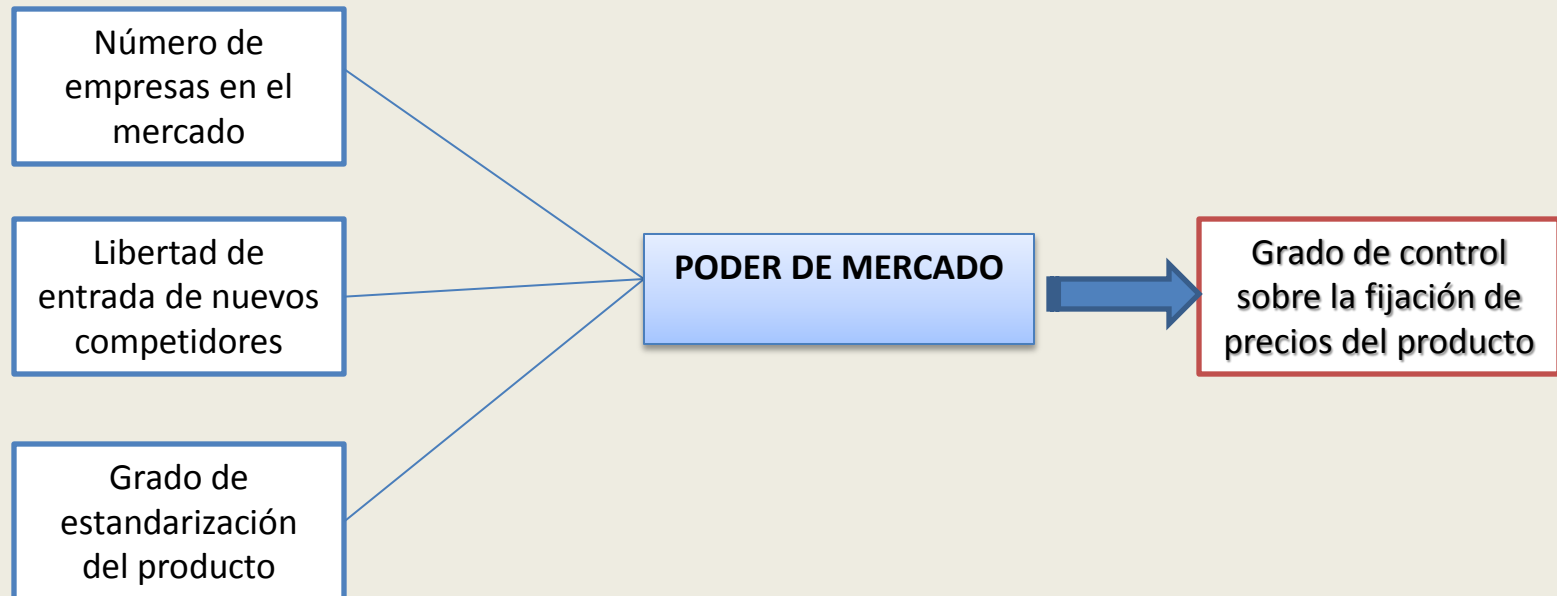 Número de
empresas en el
mercado
Libertad de
entrada de nuevos
competidores
Grado de
estandarización
del producto
PODER DE MERCADO
Grado de control
sobre la fijación de
precios del producto